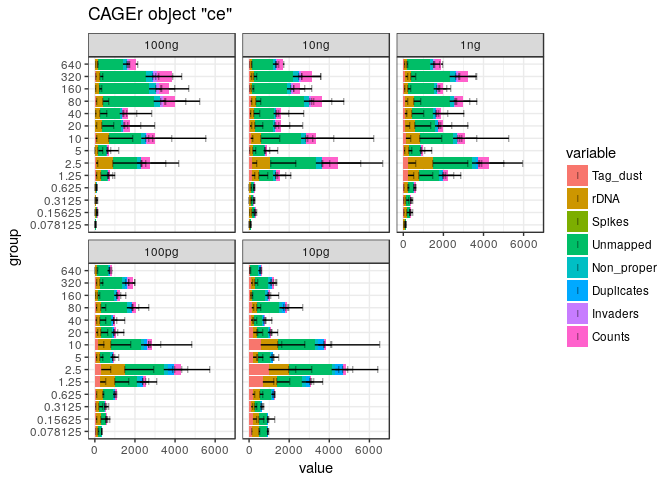 CAGEr object "ce"
100ng
10ng
1ng
640
320
160
80
40
20
10
5
2.5
1.25
0.625
0.3125
0.15625
0.078125
0 2000 4000 6000
100pg
10pg
640
320
160
80
40
20
10
5
2.5
1.25
0.625
0.3125
0.15625
0.078125
0 2000 4000 6000
0 2000 4000 6000
group
value
variable
Tag_dust
rDNA
Spikes
Unmapped
Non_proper
Duplicates
Invaders
Counts